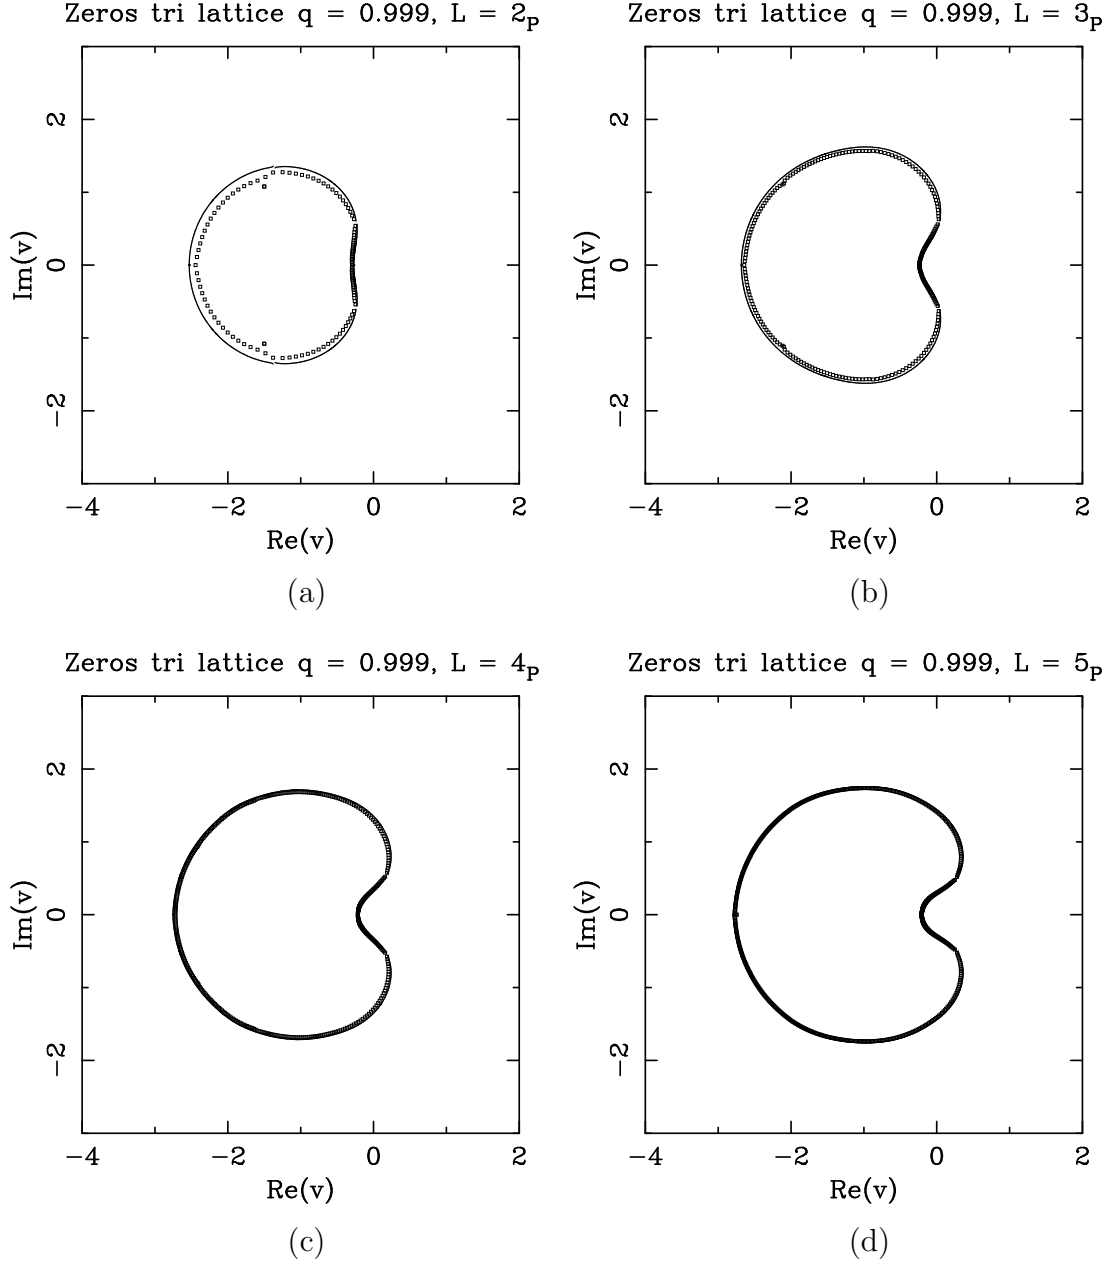 Zeros tri lattice q = 0.999, L = 2P
Zeros tri lattice q = 0.999, L = 3P
Im(v)
2
0
−2
−4
−2
0
2
Re(v)
(a)
Im(v)
2
0
−2
−4
−2
0
2
Re(v)
(b)
Zeros tri lattice q = 0.999, L = 4P
Zeros tri lattice q = 0.999, L = 5P
Im(v)
2
0
−2
−4
−2
0
2
Re(v)
(c)
Im(v)
2
0
−2
−4
−2
0
2
Re(v)
(d)